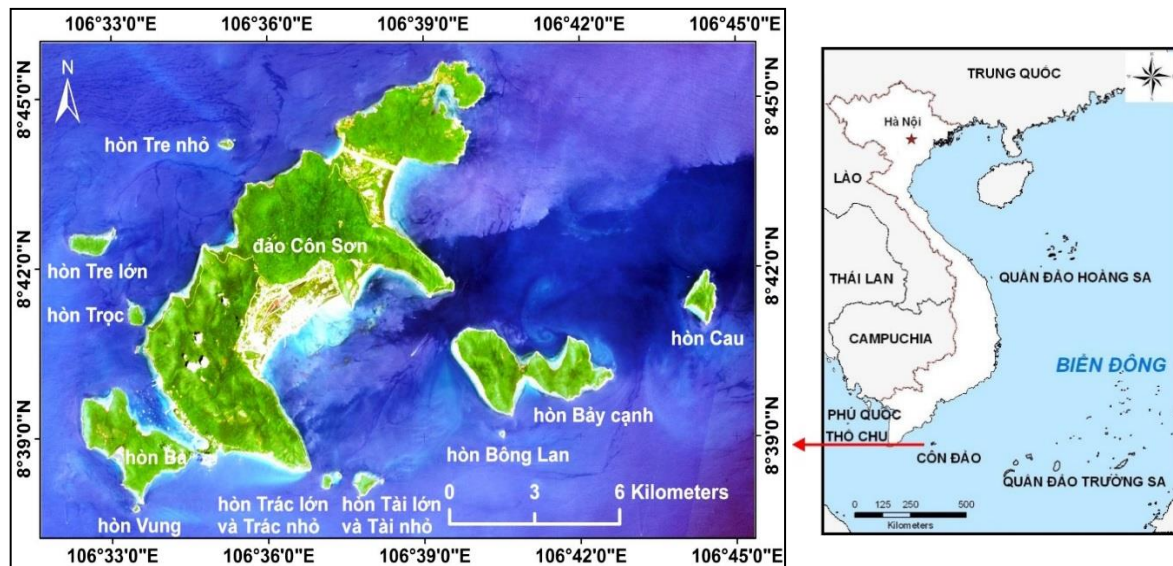 106°33'0"E
106°36'0"E
106°39'0"E
106°42'0"E
106°45'0"E
8°45'0"N
8°42'0"N
8°39'0"N
8°45'0"N
8°42'0"N
8°39'0"N
N
hòn Tre nhỏ
đảo Côn Sơn
hòn Tre lớn
hòn Trọc
hòn Cau
hòn Bảy cạnh
hòn Bông Lan
hòn Bà
hòn Vung
hòn Trác lớn
và Trác nhỏ
hòn Tài lớn
và Tài nhỏ
0 3 6 Kilometers
106°33'0"E
106°36'0"E
106°39'0"E
106°42'0"E
106°45'0"E
TRUNG QUỐC
Hà Nội
LÀO
THÁI LAN
QUẦN ĐẢO HOÀNG SA
CAMPUCHIA
BIỂN ĐÔNG
PHÚ QUỐC
THỔ CHU
CÔN ĐẢO
QUẦN ĐẢO TRƯỜNG SA
0 125 250 500
Kilometers